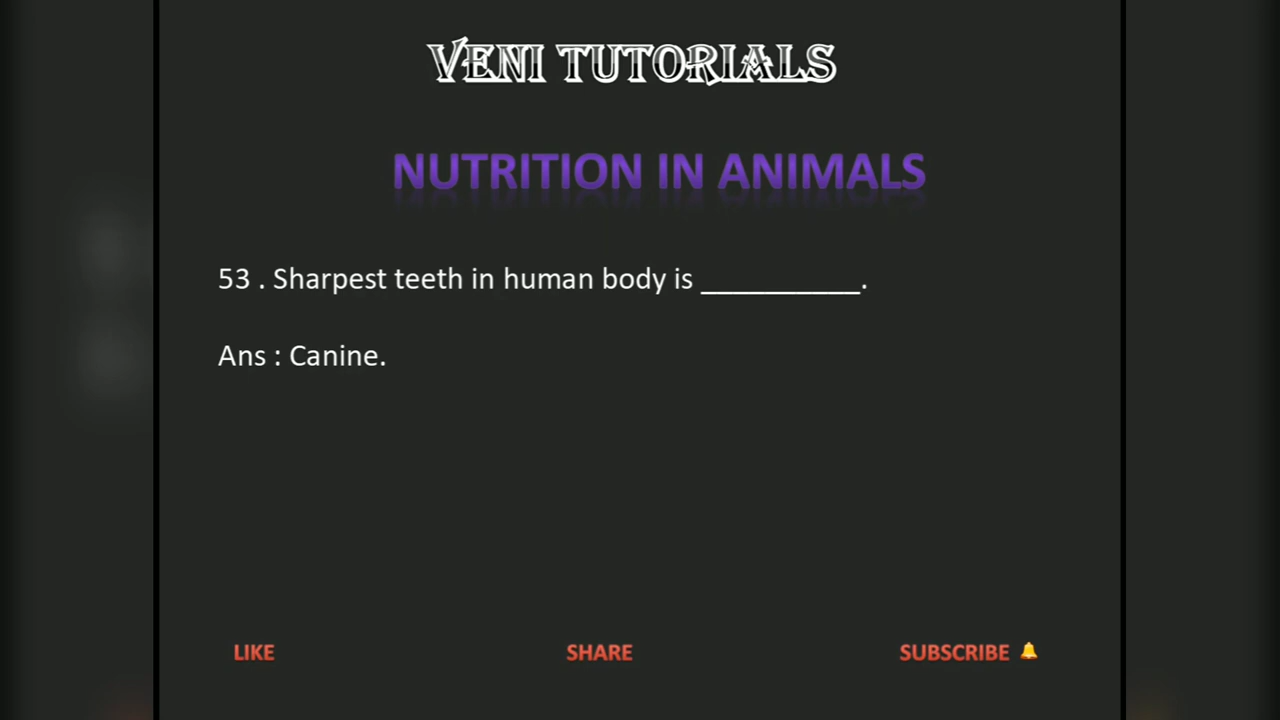 VENI TUTORIALS
NUTRITION IN ANIMALS
53 . Sharpest teeth in human body is __________.
Ans : Canine.
LIKE SHARE SUBSCRIBE 🔔